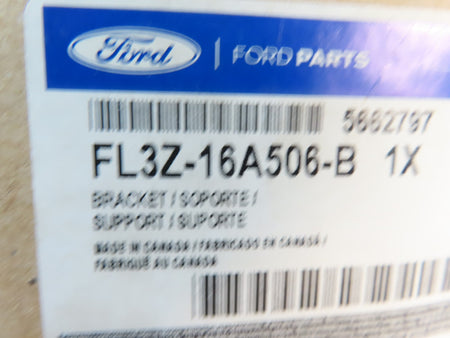 Ford | FORD PARTS
5662797
FL3Z-16A506-B 1X
BRACKET / SOPORTE /
SUPPORT / SUPORTE
MADE IN CANADA / FABRICADO EN CANADA /
FABRIQUÉ AU CANADA